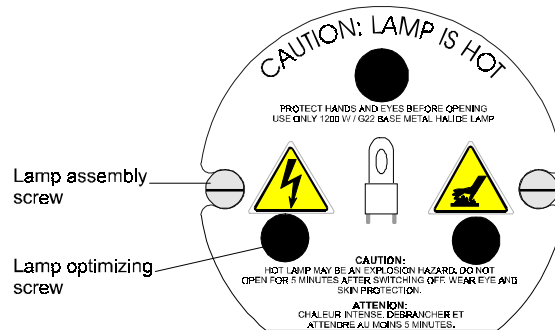 CAUTION: LAMP IS HOT
PROTECT HANDS AND EYES BEFORE OPENING
USE ONLY 1200 W / G22 BASE METAL HALIDE LAMP
Lamp assembly
screw
Lamp optimizing
screw
CAUTION:
HOT LAMP MAY BE AN EXPLOSION HAZARD. DO NOT
OPEN FOR 5 MINUTES AFTER SWITCHING OFF. WEAR EYE AND
SKIN PROTECTION.
ATTENION:
CHALEUR INTENSE. DEBRANCHER ET
ATTENDRE AU MOINS 5 MINUTES.